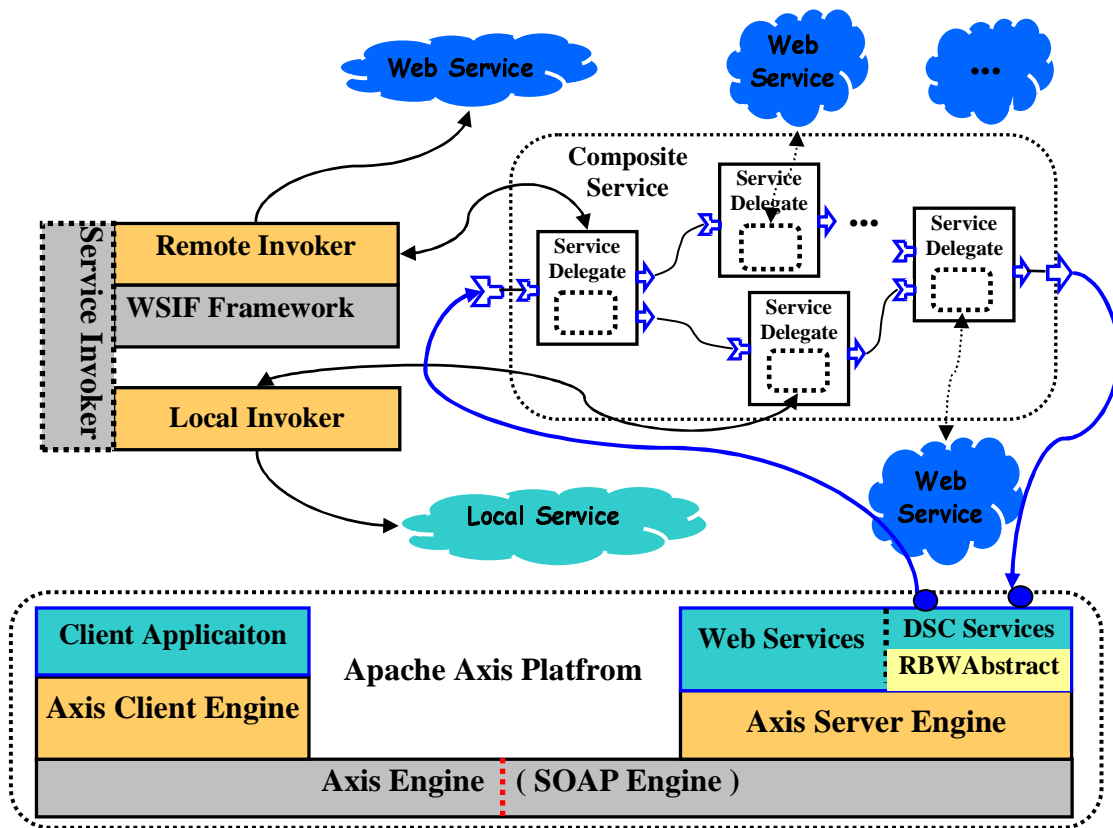 Web Service
Web
Service
...
Composite
Service
Service
Delegate
...
Service
Delegate
Service
Delegate
Service
Delegate
Service Invoker
Remote Invoker
WSIF Framework
Local Invoker
Local Service
Web
Service
Client Applicaiton
Axis Client Engine
Apache Axis Platfrom
Web Services
DSC Services
RBWAbstract
Axis Server Engine
Axis Engine ( SOAP Engine )